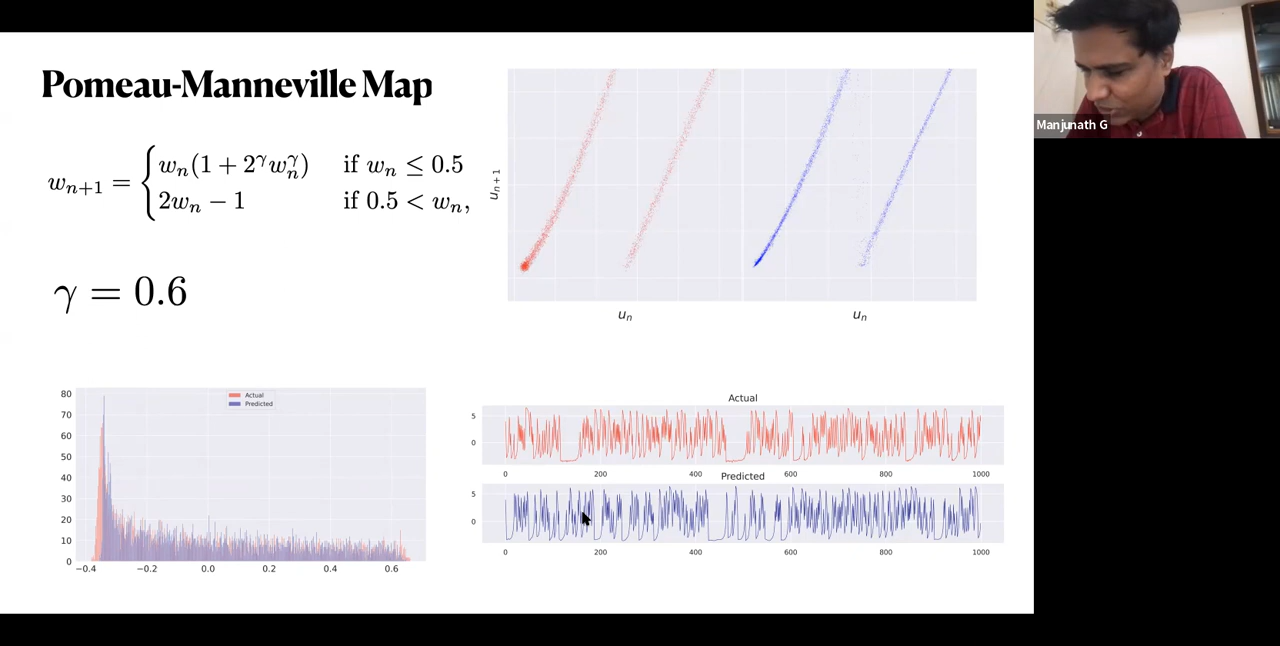 Pomeau-Manneville Map
Manjunath G
w_{n+1} = { w_n(1 + 2^γ w_n^γ) if w_n ≤ 0.5
2w_n − 1 if 0.5 < w_n,
γ = 0.6
u_{n+1}
u_n u_n
Actual
Predicted
80
70
60
50
40
30
20
10
0
−0.4 −0.2 0.0 0.2 0.4 0.6
Actual
5
0
0 200 400 600 800 1000
Predicted
5
0
0 200 400 600 800 1000